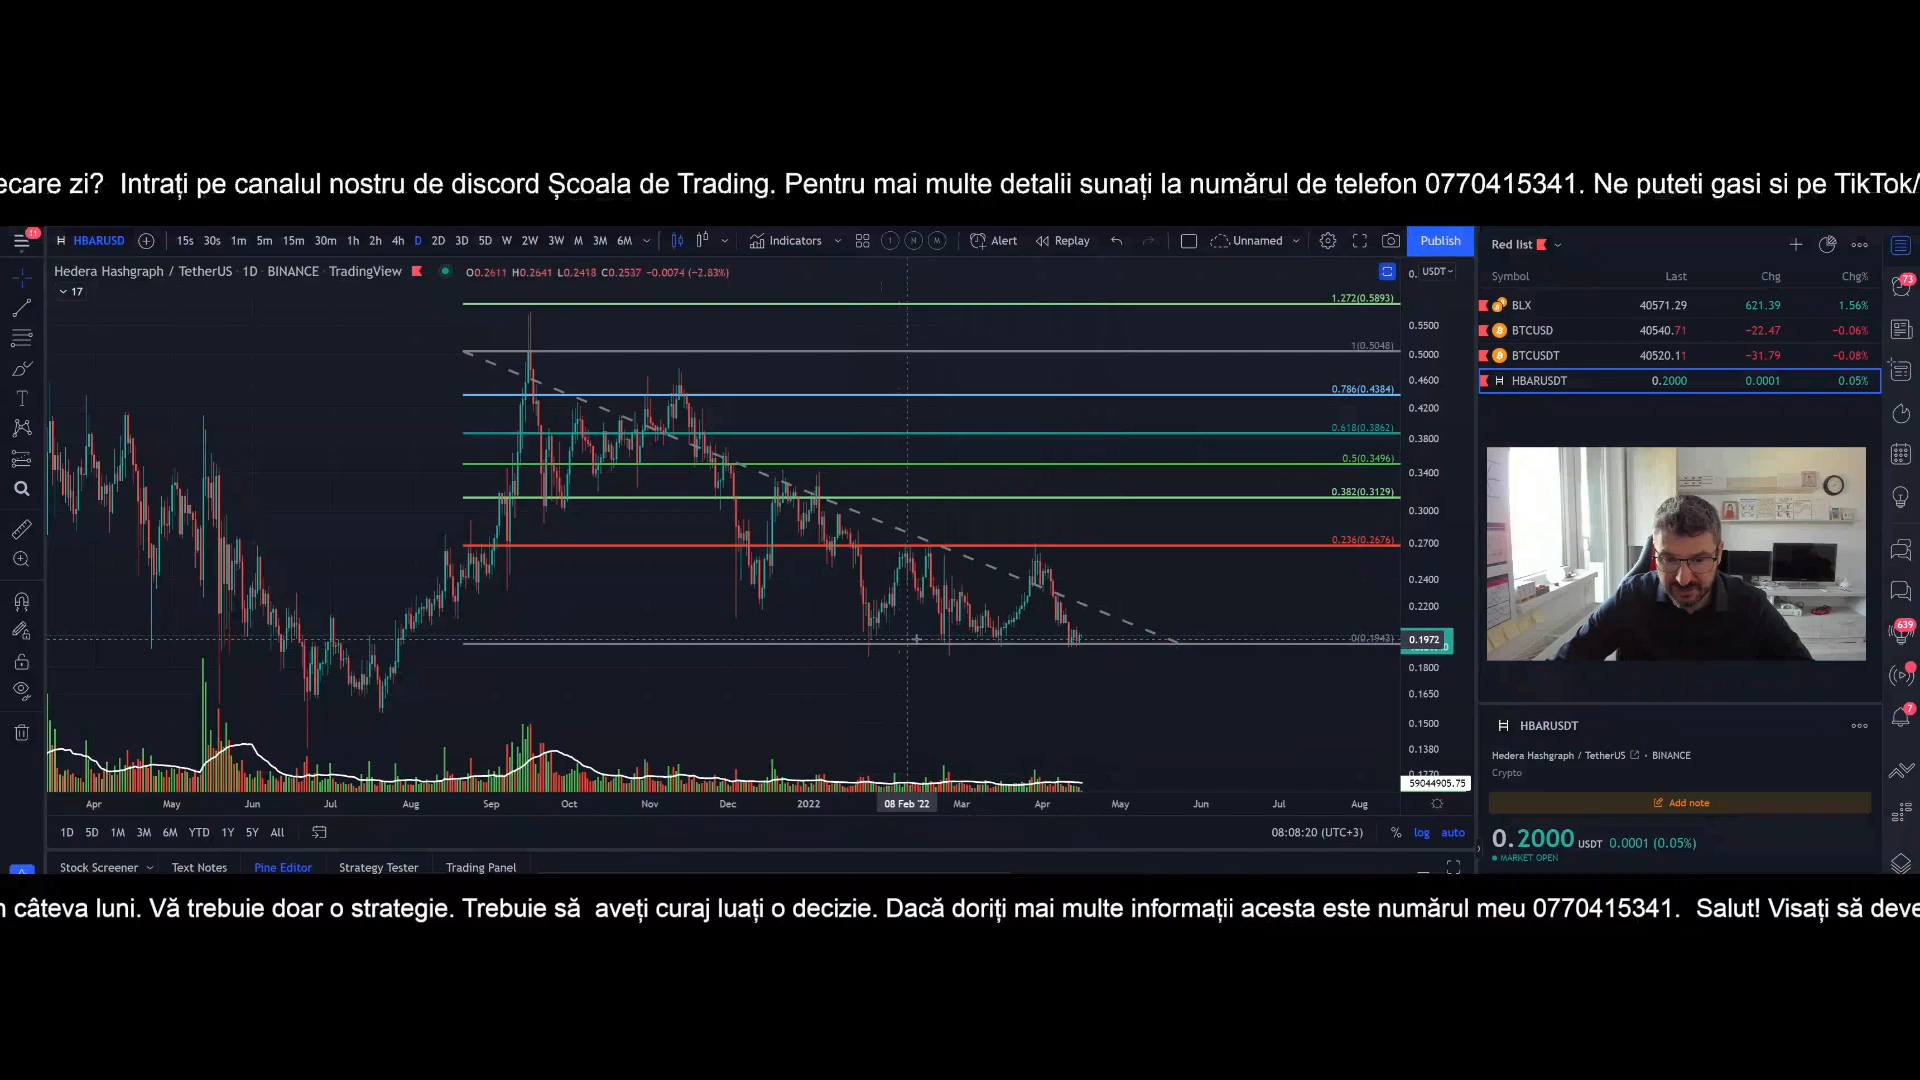 ecare zi?  Intrați pe canalul nostru de discord Școala de Trading. Pentru mai multe detalii sunați la numărul de telefon 0770415341. Ne puteti gasi si pe TikTok/
11
HBARUSD 15s 30s 1m 5m 15m 30m 1h 2h 4h D 2D 3D 5D W 2W 3W M 3M 6M Indicators Alert Replay Unnamed Publish
Hedera Hashgraph / TetherUS · 1D · BINANCE · TradingView O0.2611 H0.2641 L0.2418 C0.2537 −0.0074 (−2.83%)
17
0. USDT
1.272(0.5893)
0.5500
1(0.5048)
0.5000
0.4600
0.786(0.4384)
0.4200
0.618(0.3862)
0.3800
0.5(0.3496)
0.3400
0.382(0.3129)
0.3000
0.236(0.2676)
0.2700
0.2400
0.2200
0(0.1943)
0.1972
0.1800
0.1650
0.1500
0.1380
0.1270
59044905.75
Apr May Jun Jul Aug Sep Oct Nov Dec 2022 08 Feb '22 Mar Apr May Jun Jul Aug
1D 5D 1M 3M 6M YTD 1Y 5Y All 08:08:20 (UTC+3) % log auto
Stock Screener Text Notes Pine Editor Strategy Tester Trading Panel
Red list
Symbol Last Chg Chg%
BLX 40571.29 621.39 1.56%
BTCUSD 40540.71 −22.47 −0.06%
BTCUSDT 40520.11 −31.79 −0.08%
HBARUSDT 0.2000 0.0001 0.05%
73
639
7
HBARUSDT
Hedera Hashgraph / TetherUS • BINANCE
Crypto
Add note
0.2000 USDT 0.0001 (0.05%)
MARKET OPEN
n câteva luni. Vă trebuie doar o strategie. Trebuie să  aveți curaj luați o decizie. Dacă doriți mai multe informații acesta este numărul meu 0770415341.  Salut! Visați să deve